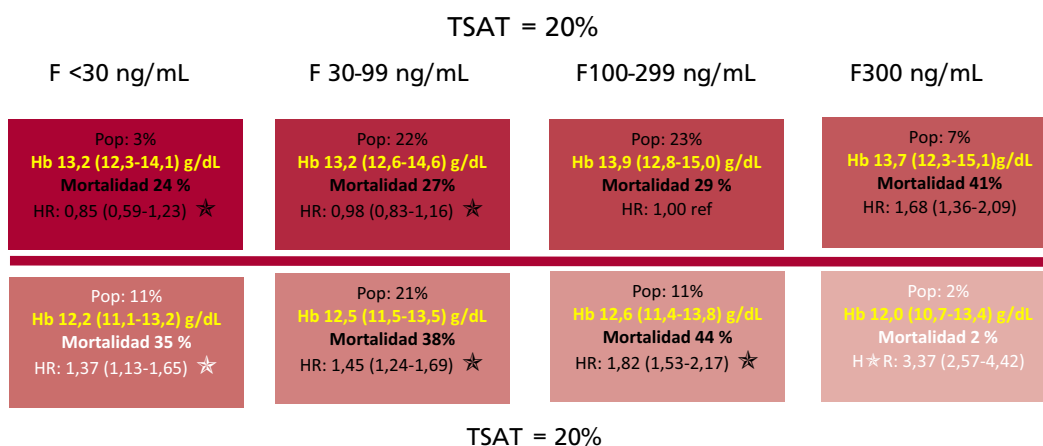 TSAT = 20%
F <30 ng/mL
F 30-99 ng/mL
F100-299 ng/mL
F300 ng/mL
Pop: 3%
Hb 13,2 (12,3-14,1) g/dL
Mortalidad 24 %
HR: 0,85 (0,59-1,23) ✯
Pop: 22%
Hb 13,2 (12,6-14,6) g/dL
Mortalidad 27%
HR: 0,98 (0,83-1,16) ✯
Pop: 23%
Hb 13,9 (12,8-15,0) g/dL
Mortalidad 29 %
HR: 1,00 ref
Pop: 7%
Hb 13,7 (12,3-15,1)g/dL
Mortalidad 41%
HR: 1,68 (1,36-2,09)
Pop: 11%
Hb 12,2 (11,1-13,2) g/dL
Mortalidad 35 %
HR: 1,37 (1,13-1,65) ✯
Pop: 21%
Hb 12,5 (11,5-13,5) g/dL
Mortalidad 38%
HR: 1,45 (1,24-1,69) ✯
Pop: 11%
Hb 12,6 (11,4-13,8) g/dL
Mortalidad 44 %
HR: 1,82 (1,53-2,17) ✯
Pop: 2%
Hb 12,0 (10,7-13,4) g/dL
Mortalidad 2 %
H✯R: 3,37 (2,57-4,42)
TSAT = 20%